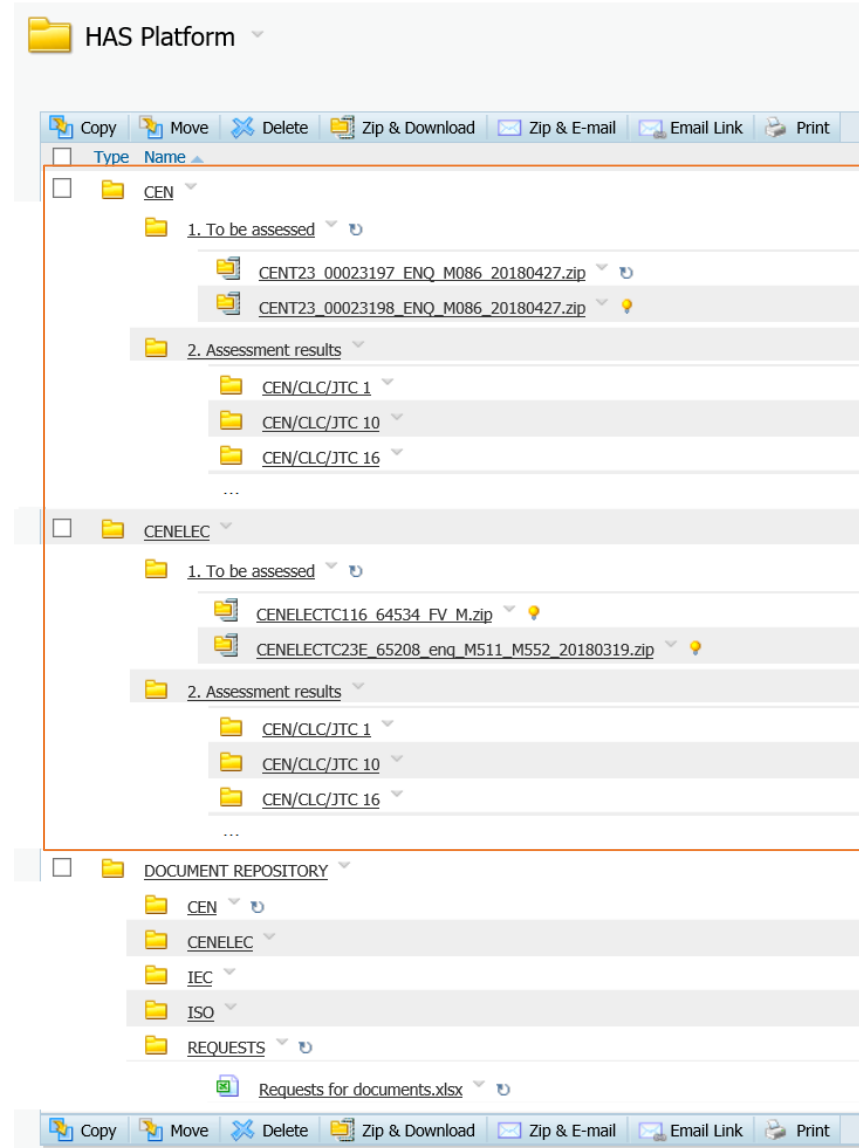 HAS Platform
Copy Move Delete Zip & Download Zip & E-mail Email Link Print
Type Name
CEN
1. To be assessed
CENT23_00023197_ENQ_M086_20180427.zip
CENT23_00023198_ENQ_M086_20180427.zip
2. Assessment results
CEN/CLC/JTC 1
CEN/CLC/JTC 10
CEN/CLC/JTC 16
...
CENELEC
1. To be assessed
CENELECTC116_64534_FV_M.zip
CENELECTC23E_65208_enq_M511_M552_20180319.zip
2. Assessment results
CEN/CLC/JTC 1
CEN/CLC/JTC 10
CEN/CLC/JTC 16
...
DOCUMENT REPOSITORY
CEN
CENELEC
IEC
ISO
REQUESTS
Requests for documents.xlsx
Copy Move Delete Zip & Download Zip & E-mail Email Link Print